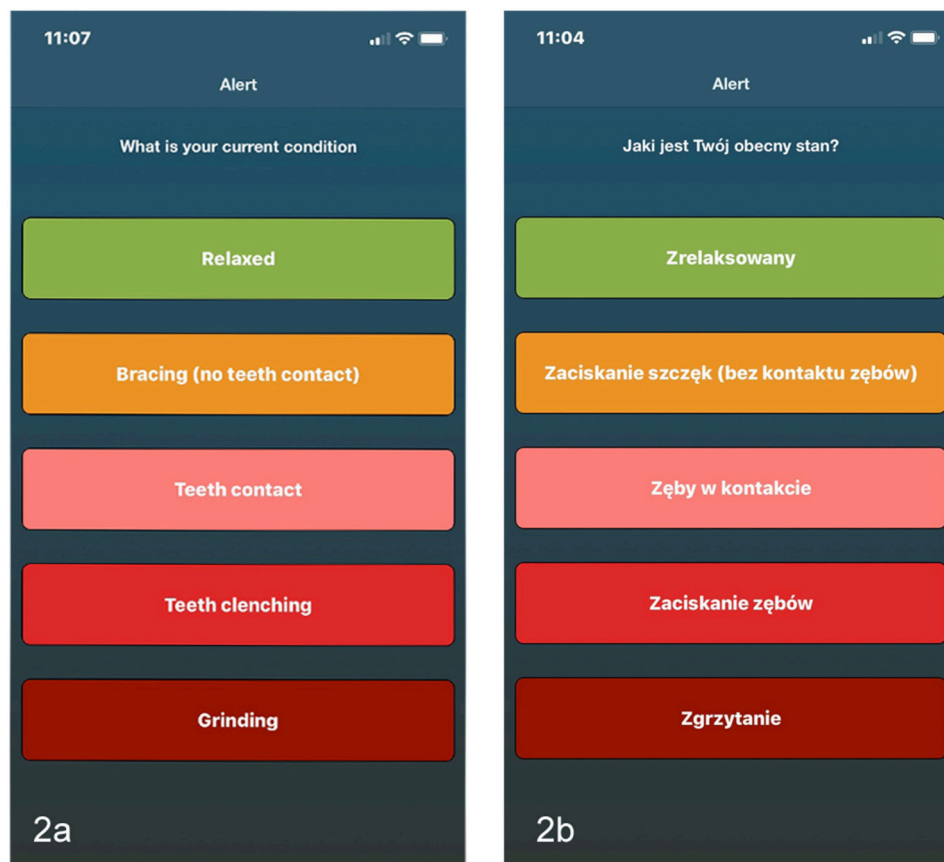 11:07
Alert
What is your current condition
Relaxed
Bracing (no teeth contact)
Teeth contact
Teeth clenching
Grinding
2a
11:04
Alert
Jaki jest Twój obecny stan?
Zrelaksowany
Zaciskanie szczęk (bez kontaktu zębów)
Zęby w kontakcie
Zaciskanie zębów
Zgrzytanie
2b